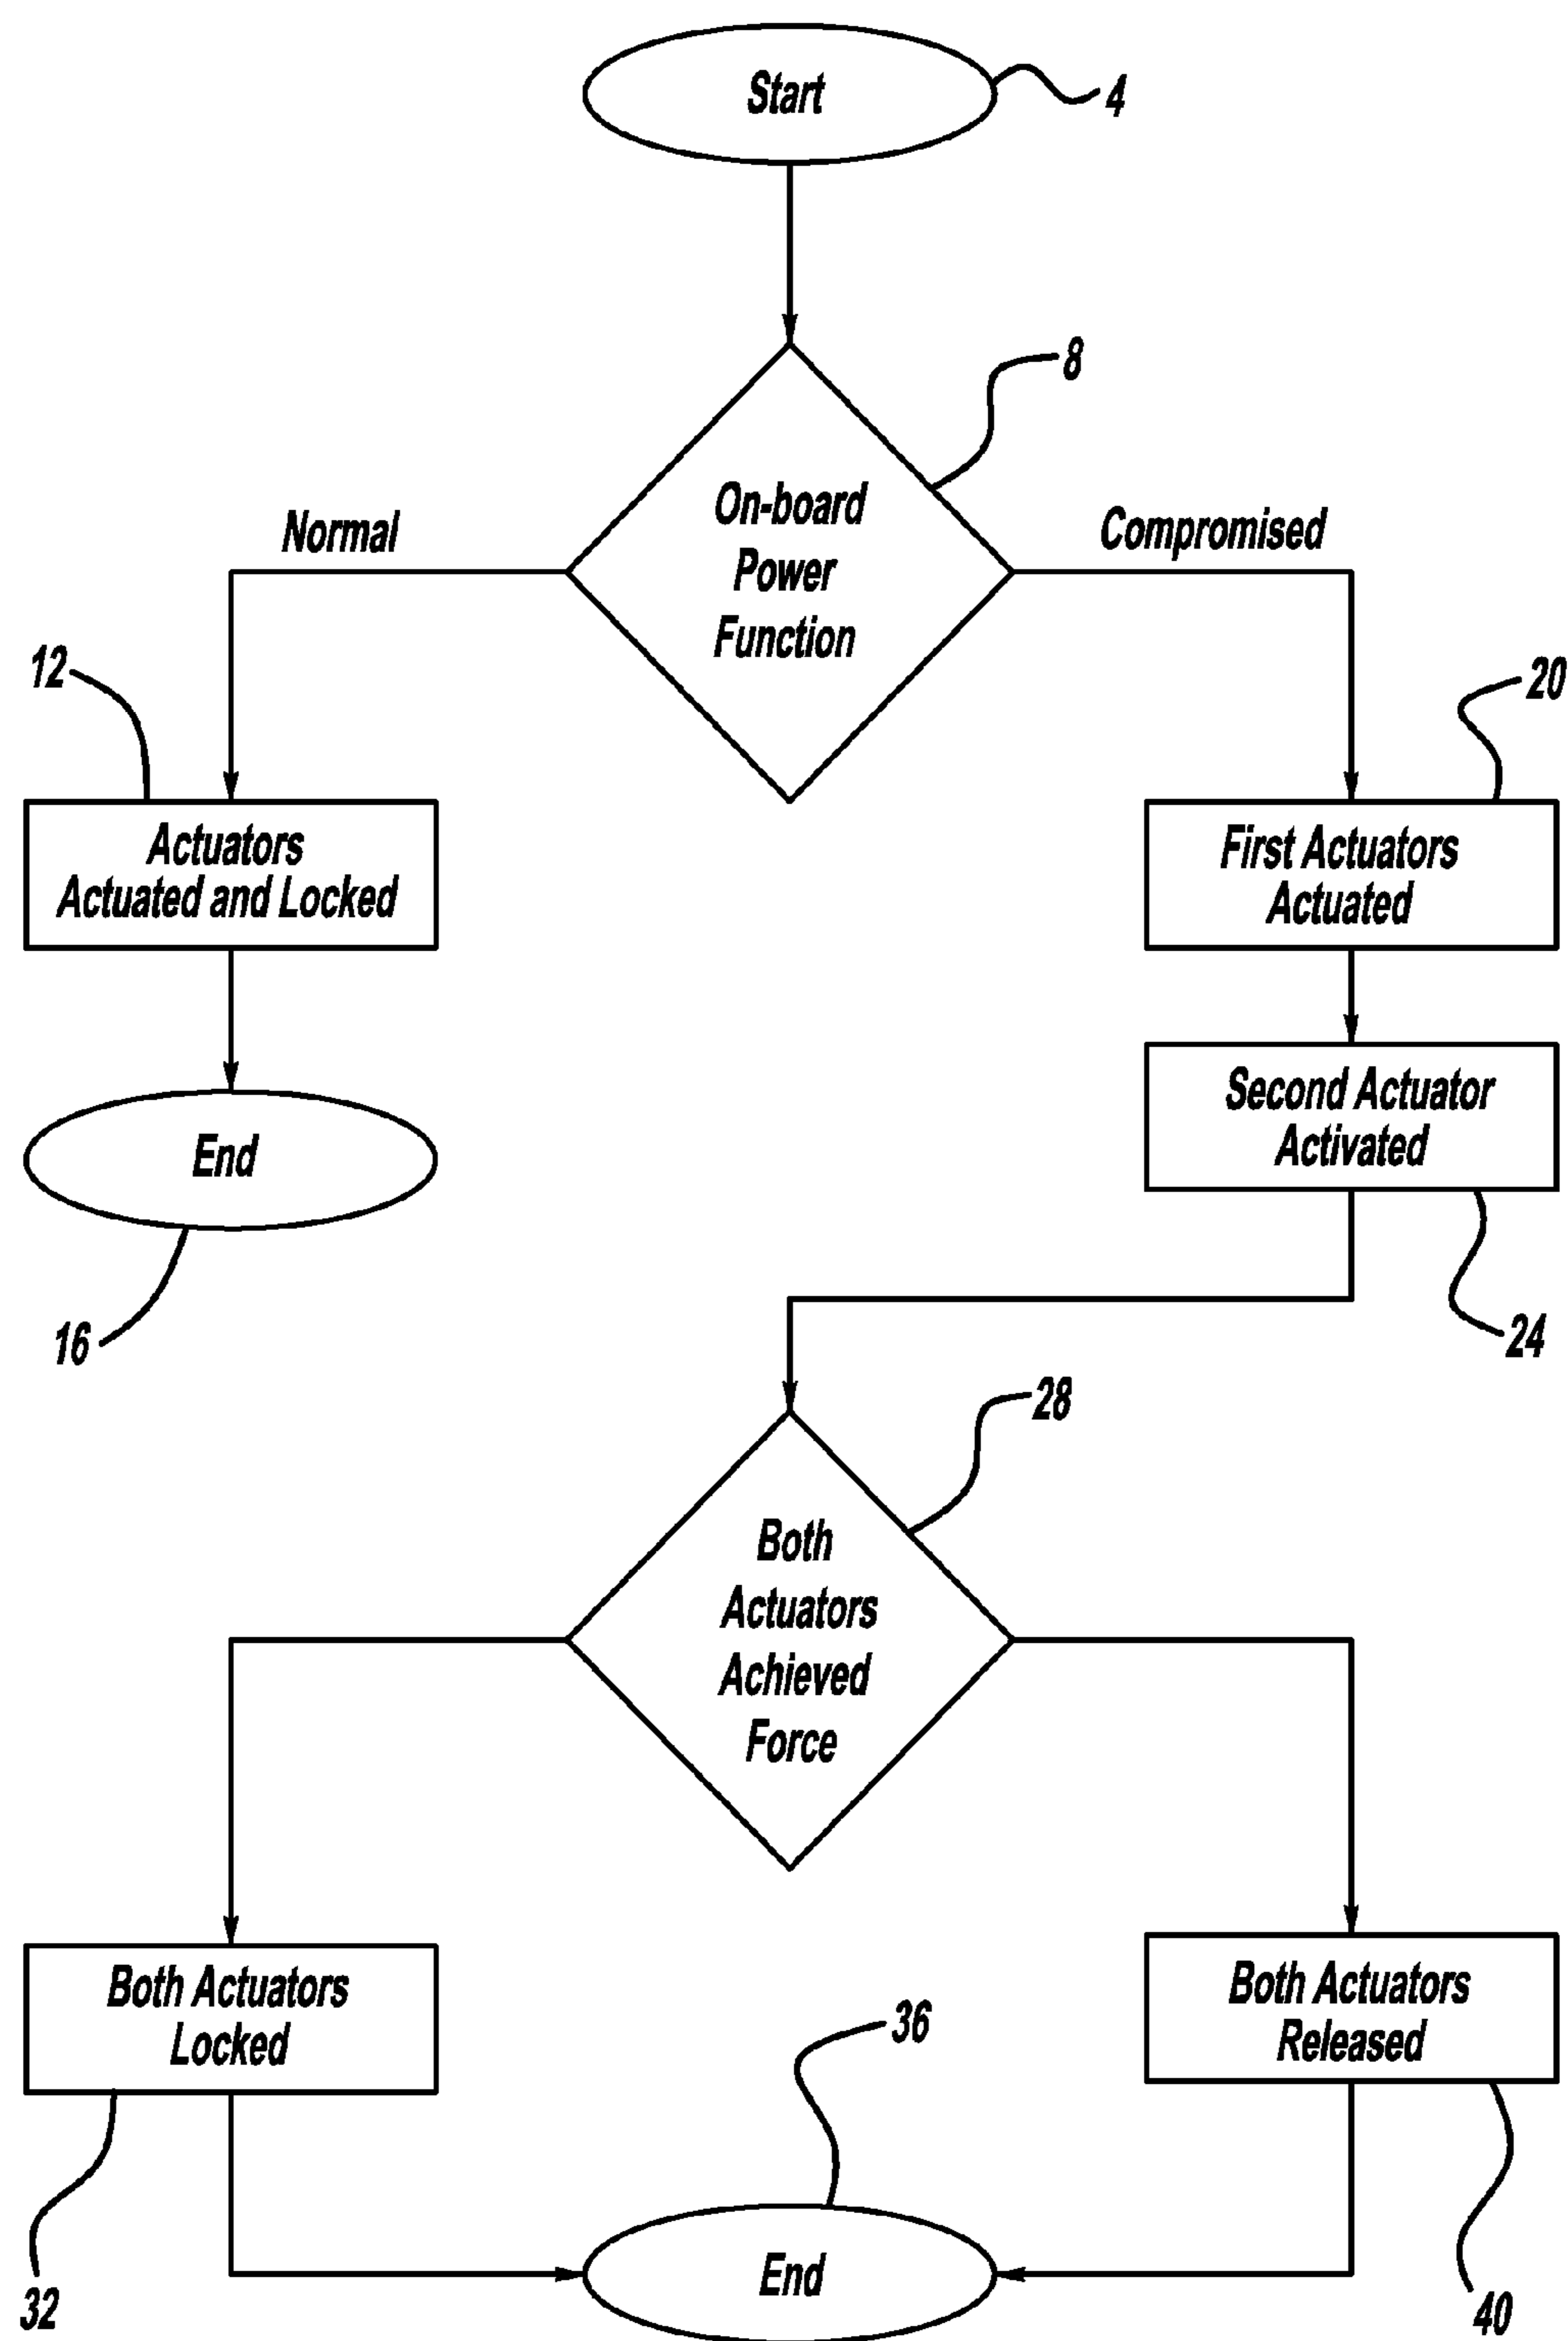 Start
4
8
On-board
Power
Function
Normal
Compromised
12
20
Actuators
Actuated and Locked
First Actuators
Actuated
Second Actuator
Activated
End
16
24
28
Both
Actuators
Achieved
Force
Both Actuators
Locked
Both Actuators
Released
36
End
32
40